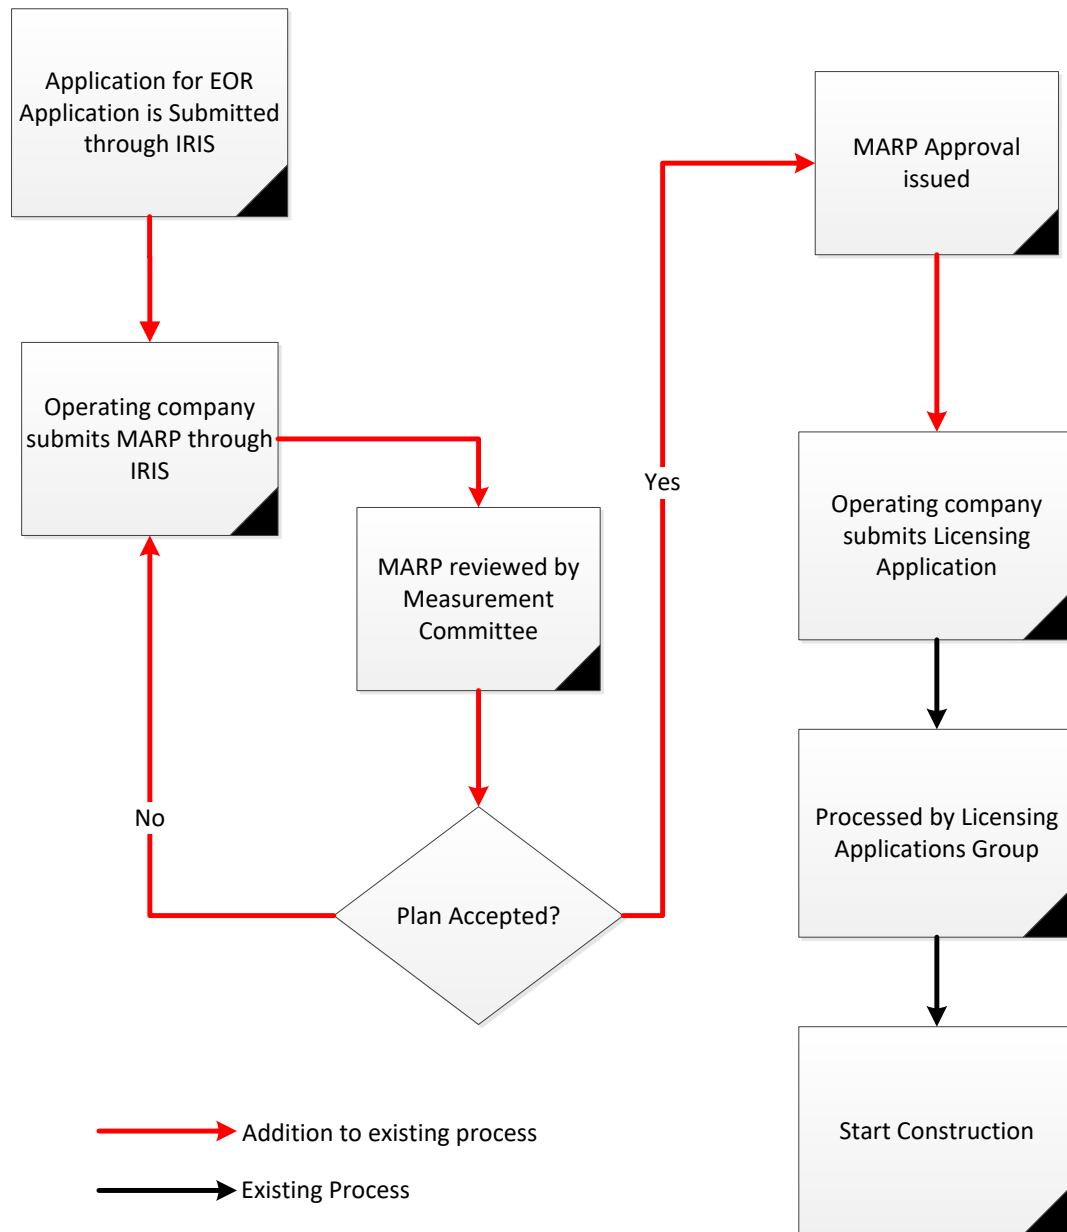 Application for EOR
Application is Submitted
through IRIS
Operating company
submits MARP through
IRIS
MARP reviewed by
Measurement
Committee
Plan Accepted?
No
Yes
MARP Approval
issued
Operating company
submits Licensing
Application
Processed by Licensing
Applications Group
Start Construction
Addition to existing process
Existing Process